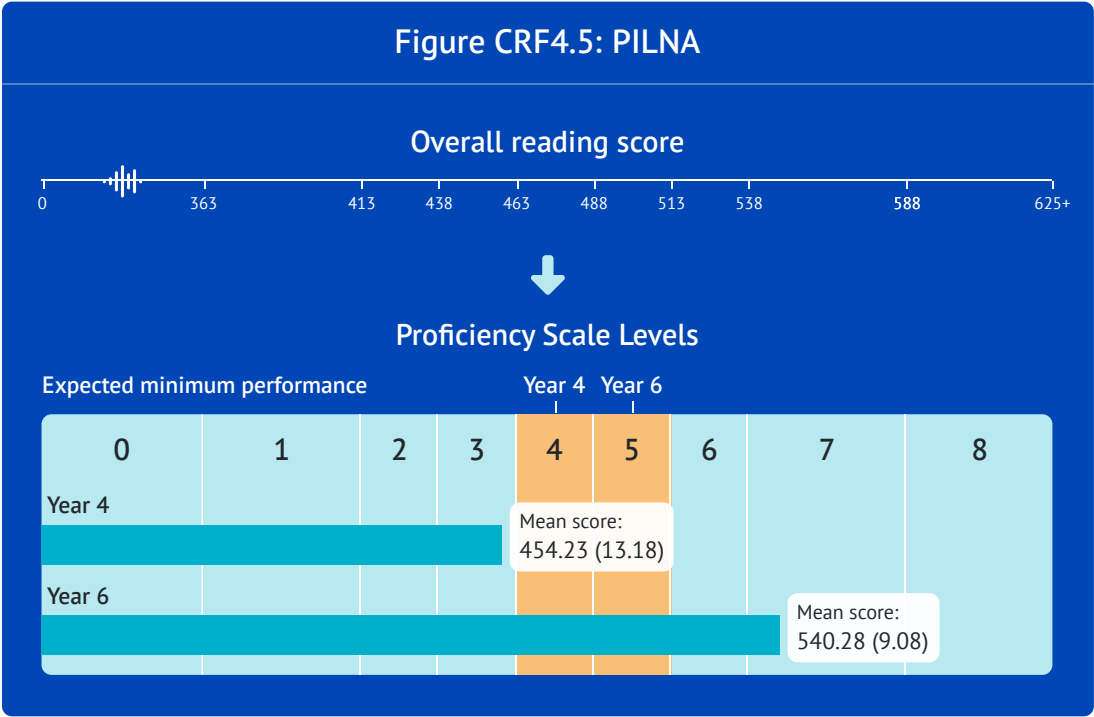 Figure CRF4.5: PILNA
Overall reading score
0 363 413 438 463 488 513 538 588 625+
Proficiency Scale Levels
Expected minimum performance Year 4 Year 6
0 1 2 3 4 5 6 7 8
Year 4
Mean score:
454.23 (13.18)
Year 6
Mean score:
540.28 (9.08)